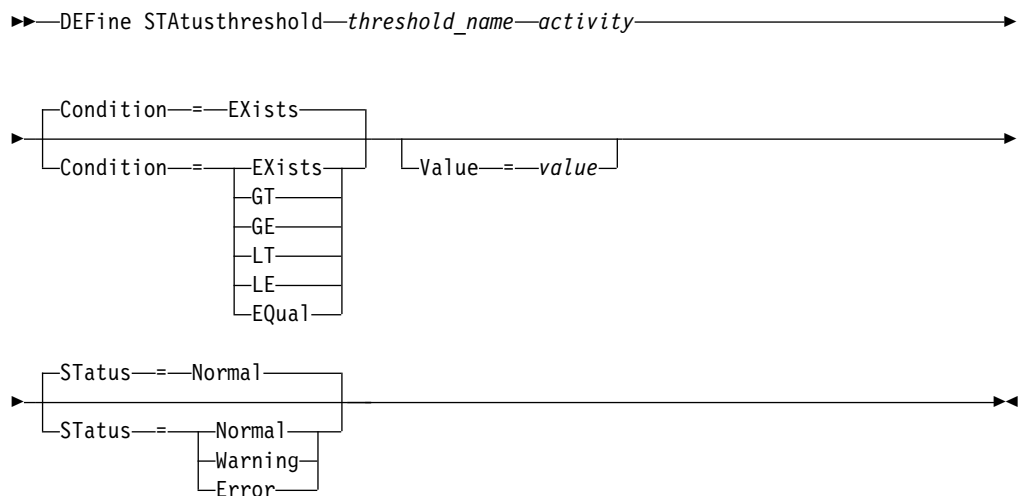 DEFine STAtusthreshold threshold_name activity
Condition = EXists
Condition = EXists
GT
GE
LT
LE
EQual
Value = value
STatus = Normal
STatus = Normal
Warning
Error